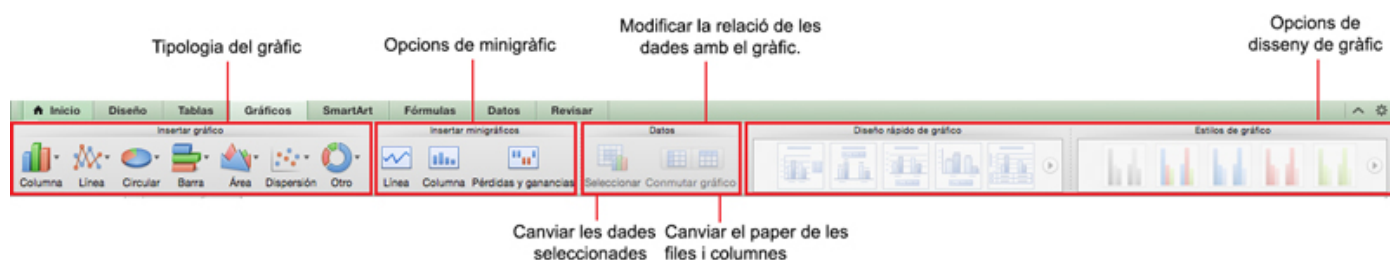 Modificar la relació de les
dades amb el gràfic.
Opcions de
disseny de gràfic
Tipologia del gràfic
Opcions de minigràfic
Inicio Diseño Tablas Gráficos SmartArt Fórmulas Datos Revisar
Insertar gráfico Insertar minigráficos Datos Diseño rápido de gráfico Estilos de gráfico
Columna Línea Circular Barra Área Dispersión Otro Línea Columna Pérdidas y ganancias Seleccionar Conmutar gráfico
Canviar les dades
seleccionades
Canviar el paper de les
files i columnes